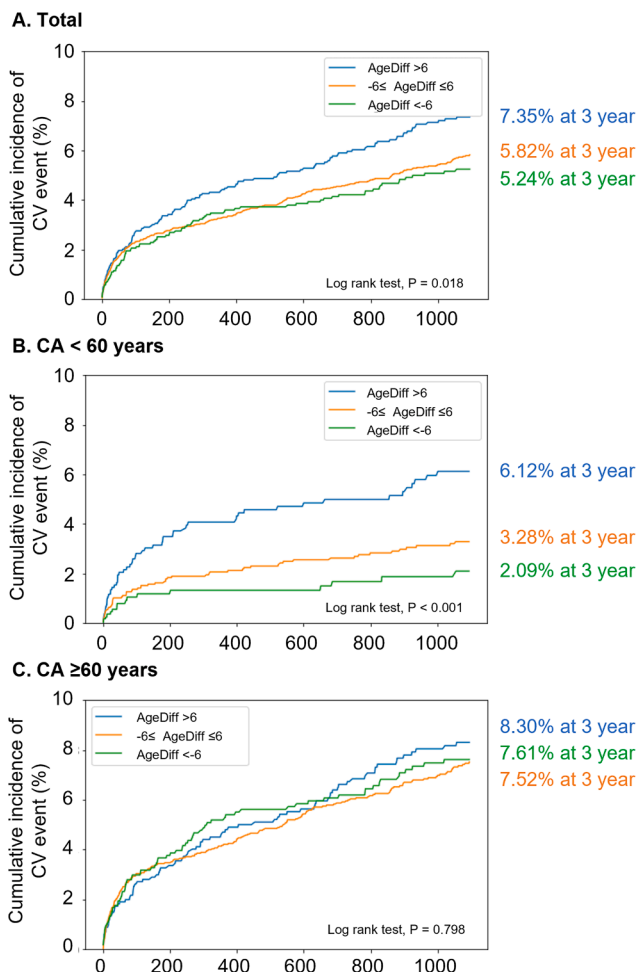 A. Total
Cumulative incidence of
CV event (%)
10
8
6
4
2
0
AgeDiff >6
-6≤ AgeDiff ≤6
AgeDiff <-6
Log rank test, P = 0.018
0 200 400 600 800 1000
7.35% at 3 year
5.82% at 3 year
5.24% at 3 year
B. CA < 60 years
Cumulative incidence of
CV event (%)
10
8
6
4
2
0
AgeDiff >6
-6≤ AgeDiff ≤6
AgeDiff <-6
Log rank test, P < 0.001
0 200 400 600 800 1000
6.12% at 3 year
3.28% at 3 year
2.09% at 3 year
C. CA ≥60 years
Cumulative incidence of
CV event (%)
10
8
6
4
2
0
AgeDiff >6
-6≤ AgeDiff ≤6
AgeDiff <-6
Log rank test, P = 0.798
0 200 400 600 800 1000
8.30% at 3 year
7.61% at 3 year
7.52% at 3 year